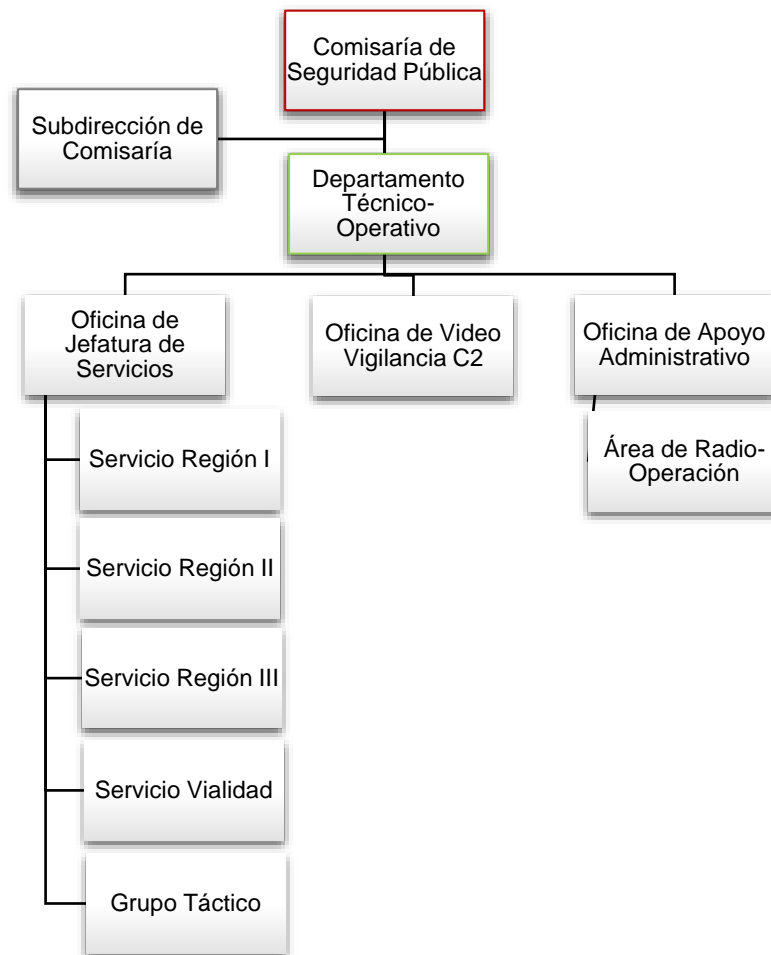 Comisaría de
Seguridad Pública
Subdirección de
Comisaría
Departamento
Técnico-
Operativo
Oficina de
Jefatura de
Servicios
Oficina de Video
Vigilancia C2
Oficina de Apoyo
Administrativo
Servicio Región I
Área de Radio-
Operación
Servicio Región II
Servicio Región III
Servicio Vialidad
Grupo Táctico